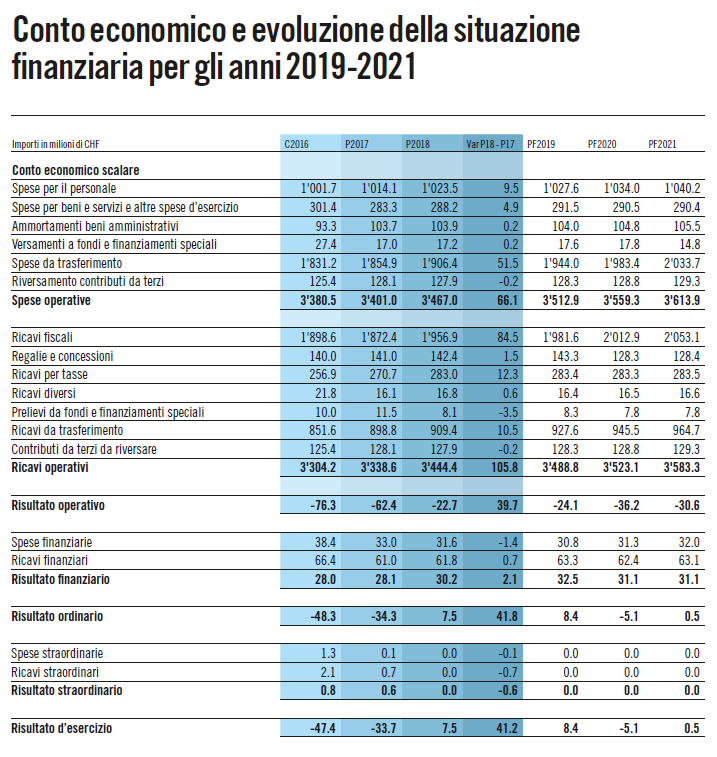 Conto economico e evoluzione della situazione
finanziaria per gli anni 2019-2021
Importi in milioni di CHF C2016 P2017 P2018 Var P18 - P17 PF2019 PF2020 PF2021
Conto economico scalare
Spese per il personale 1'001.7 1'014.1 1'023.5 9.5 1'027.6 1'034.0 1'040.2
Spese per beni e servizi e altre spese d'esercizio 301.4 283.3 288.2 4.9 291.5 290.5 290.4
Ammortamenti beni amministrativi 93.3 103.7 103.9 0.2 104.0 104.8 105.5
Versamenti a fondi e finanziamenti speciali 27.4 17.0 17.2 0.2 17.6 17.8 14.8
Spese da trasferimento 1'831.2 1'854.9 1'906.4 51.5 1'944.0 1'983.4 2'033.7
Riversamento contributi da terzi 125.4 128.1 127.9 -0.2 128.3 128.8 129.3
Spese operative 3'380.5 3'401.0 3'467.0 66.1 3'512.9 3'559.3 3'613.9
Ricavi fiscali 1'898.6 1'872.4 1'956.9 84.5 1'981.6 2'012.9 2'053.1
Regalie e concessioni 140.0 141.0 142.4 1.5 143.3 128.3 128.4
Ricavi per tasse 256.9 270.7 283.0 12.3 283.4 283.3 283.5
Ricavi diversi 21.8 16.1 16.8 0.6 16.4 16.5 16.6
Prelievi da fondi e finanziamenti speciali 10.0 11.5 8.1 -3.5 8.3 7.8 7.8
Ricavi da trasferimento 851.6 898.8 909.4 10.5 927.6 945.5 964.7
Contributi da terzi da riversare 125.4 128.1 127.9 -0.2 128.3 128.8 129.3
Ricavi operativi 3'304.2 3'338.6 3'444.4 105.8 3'488.8 3'523.1 3'583.3
Risultato operativo -76.3 -62.4 -22.7 39.7 -24.1 -36.2 -30.6
Spese finanziarie 38.4 33.0 31.6 -1.4 30.8 31.3 32.0
Ricavi finanziari 66.4 61.0 61.8 0.7 63.3 62.4 63.1
Risultato finanziario 28.0 28.1 30.2 2.1 32.5 31.1 31.1
Risultato ordinario -48.3 -34.3 7.5 41.8 8.4 -5.1 0.5
Spese straordinarie 1.3 0.1 0.0 -0.1 0.0 0.0 0.0
Ricavi straordinari 2.1 0.7 0.0 -0.7 0.0 0.0 0.0
Risultato straordinario 0.8 0.6 0.0 -0.6 0.0 0.0 0.0
Risultato d'esercizio -47.4 -33.7 7.5 41.2 8.4 -5.1 0.5